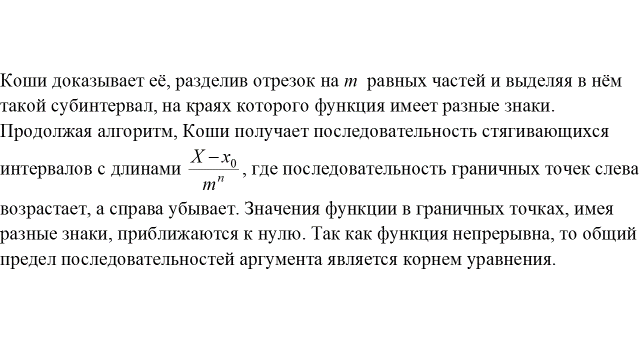 Коши доказывает её, разделив отрезок на m равных частей и выделяя в нём
такой субинтервал, на краях которого функция имеет разные знаки.
Продолжая алгоритм, Коши получает последовательность стягивающихся
интервалов с длинами (X − x₀)/mⁿ, где последовательность граничных точек слева
возрастает, а справа убывает. Значения функции в граничных точках, имея
разные знаки, приближаются к нулю. Так как функция непрерывна, то общий
предел последовательностей аргумента является корнем уравнения.